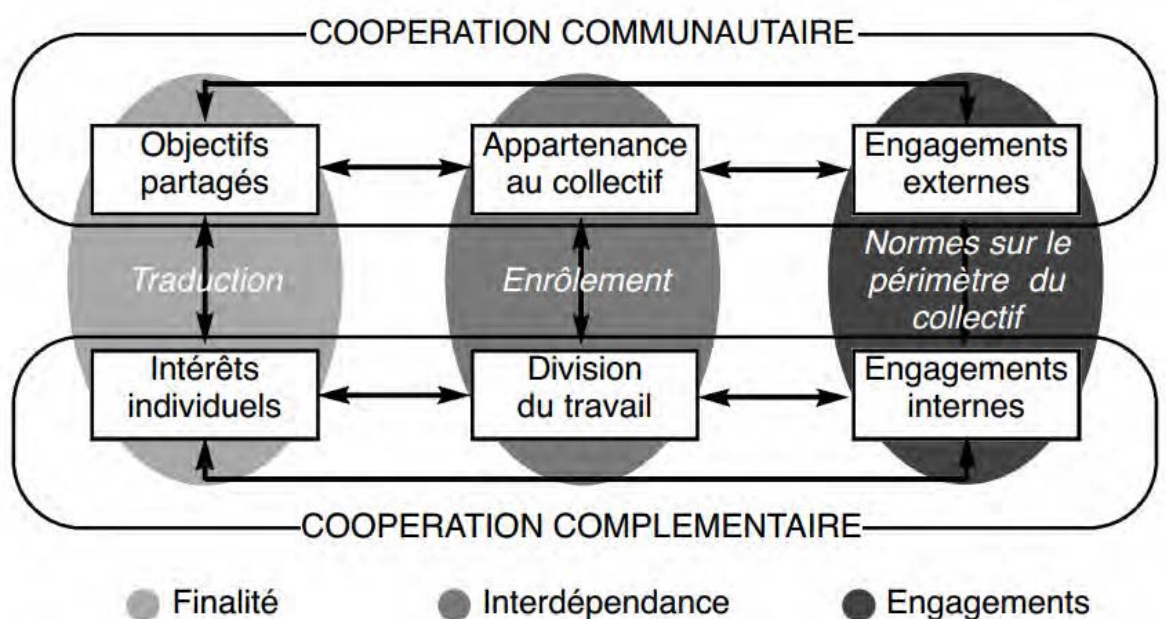 COOPERATION COMMUNAUTAIRE
Objectifs
partagés
Appartenance
au collectif
Engagements
externes
Traduction
Enrôlement
Normes sur le
périmètre du
collectif
Intérêts
individuels
Division
du travail
Engagements
internes
COOPERATION COMPLEMENTAIRE
Finalité
Interdépendance
Engagements